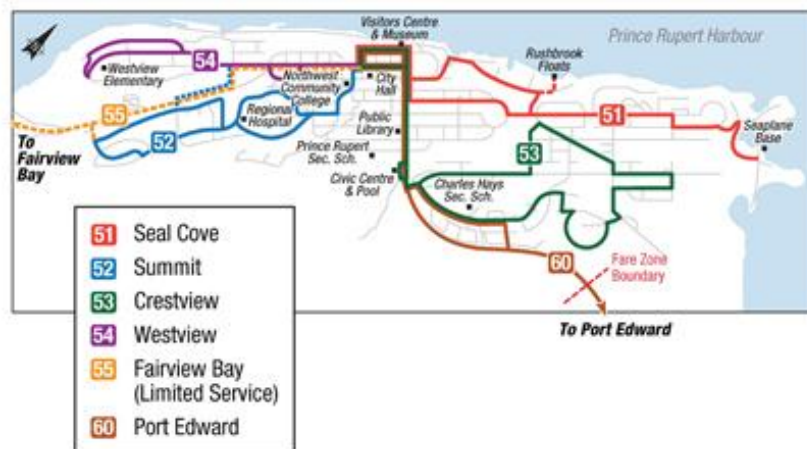 Visitors Centre
& Museum
Prince Rupert Harbour
Rushbrook
Floats
54
Westview
Elementary
Northwest
Community
College
City
Hall
51
55
Regional
Hospital
Public
Library
Seaplane
Base
To
Fairview
Bay
52
53
Prince Rupert
Sec. Sch.
Civic Centre
& Pool
Charles Hays
Sec. Sch.
60
Fare Zone
Boundary
To Port Edward
51 Seal Cove
52 Summit
53 Crestview
54 Westview
55 Fairview Bay
(Limited Service)
60 Port Edward